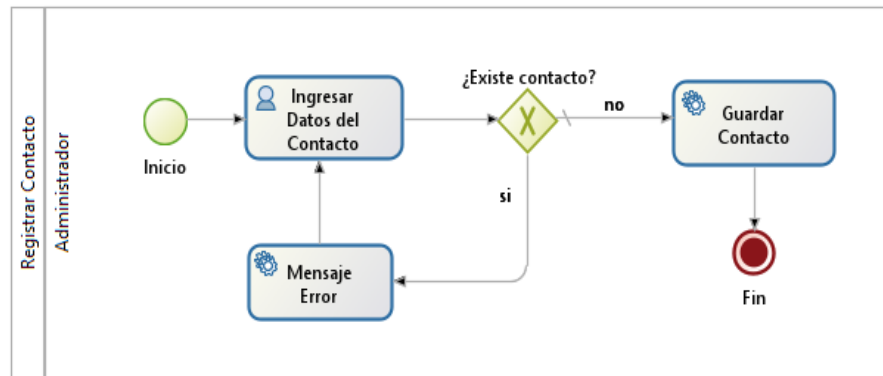 Registrar Contacto
Administrador
Inicio
Ingresar
Datos del
Contacto
¿Existe contacto?
no
si
Guardar
Contacto
Mensaje
Error
Fin